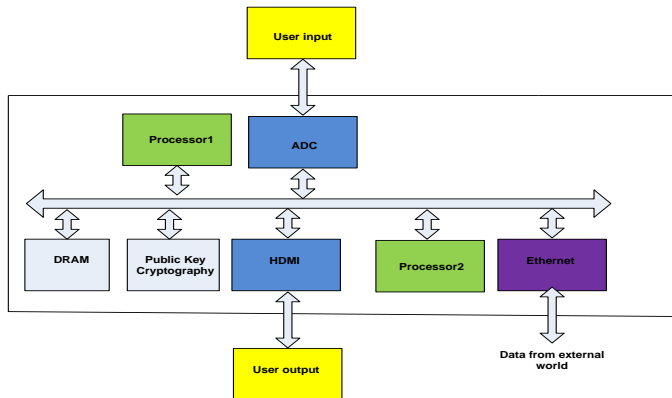 User input
Processor1
ADC
DRAM
Public Key
Cryptography
HDMI
Processor2
Ethernet
User output
Data from external
world